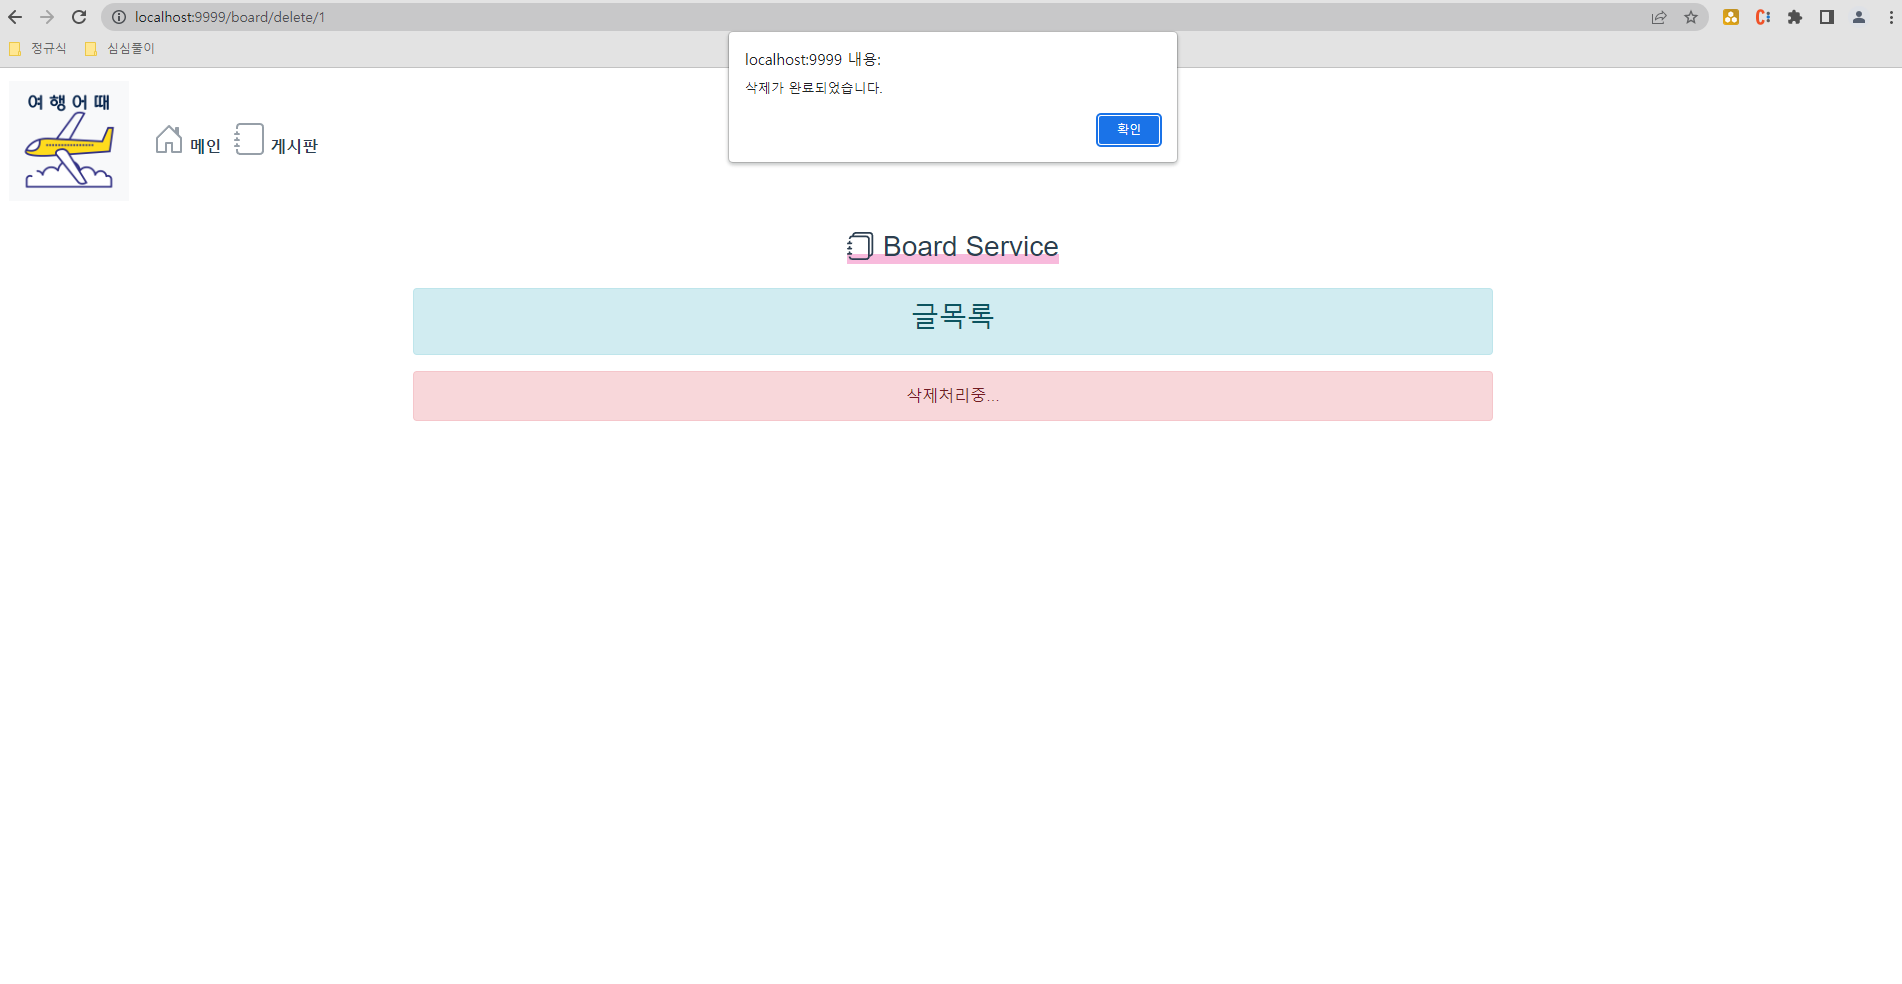 localhost:9999/board/delete/1
정규식 심심풀이
localhost:9999 내용:
삭제가 완료되었습니다.
확인
여행어때
메인 게시판
Board Service
글목록
삭제처리중...